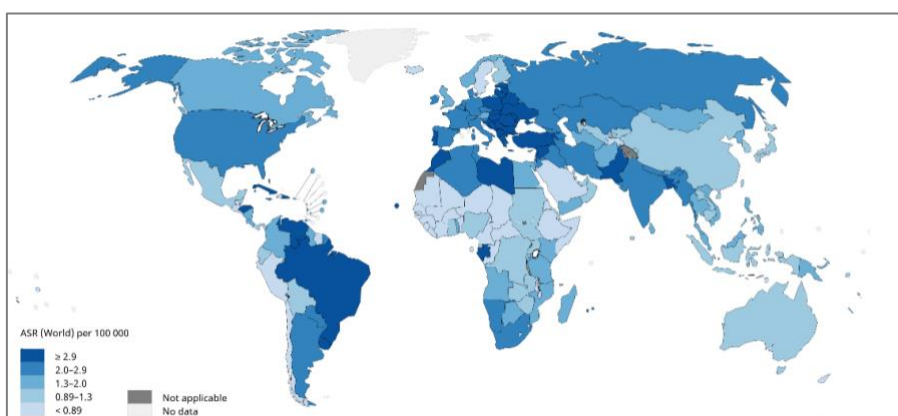 ASR (World) per 100 000
≥ 2.9
2.0–2.9
1.3–2.0
0.89–1.3
< 0.89
Not applicable
No data